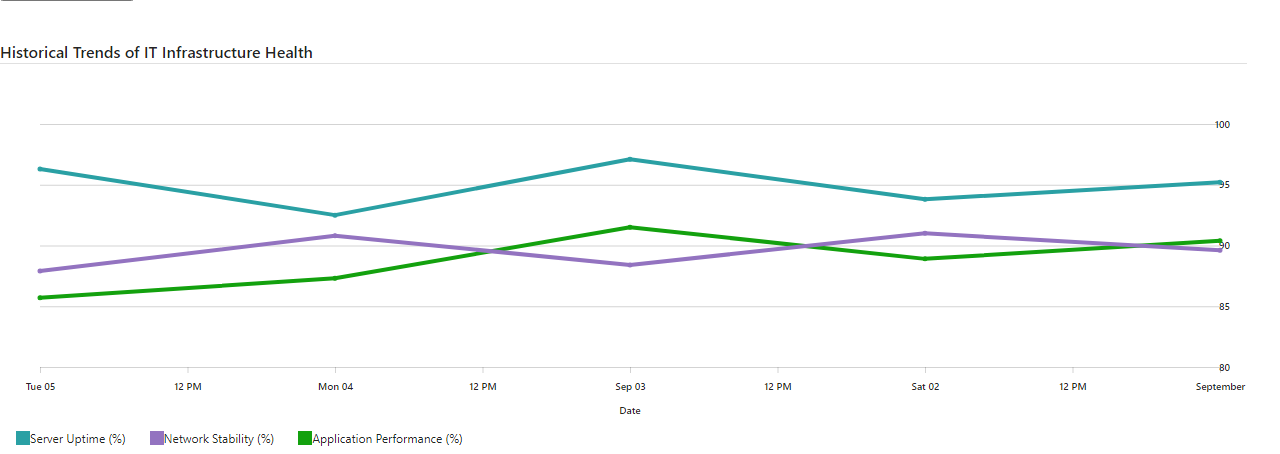 Historical Trends of IT Infrastructure Health
100
95
90
85
80
Tue 05 12 PM Mon 04 12 PM Sep 03 12 PM Sat 02 12 PM September
Date
Server Uptime (%) Network Stability (%) Application Performance (%)